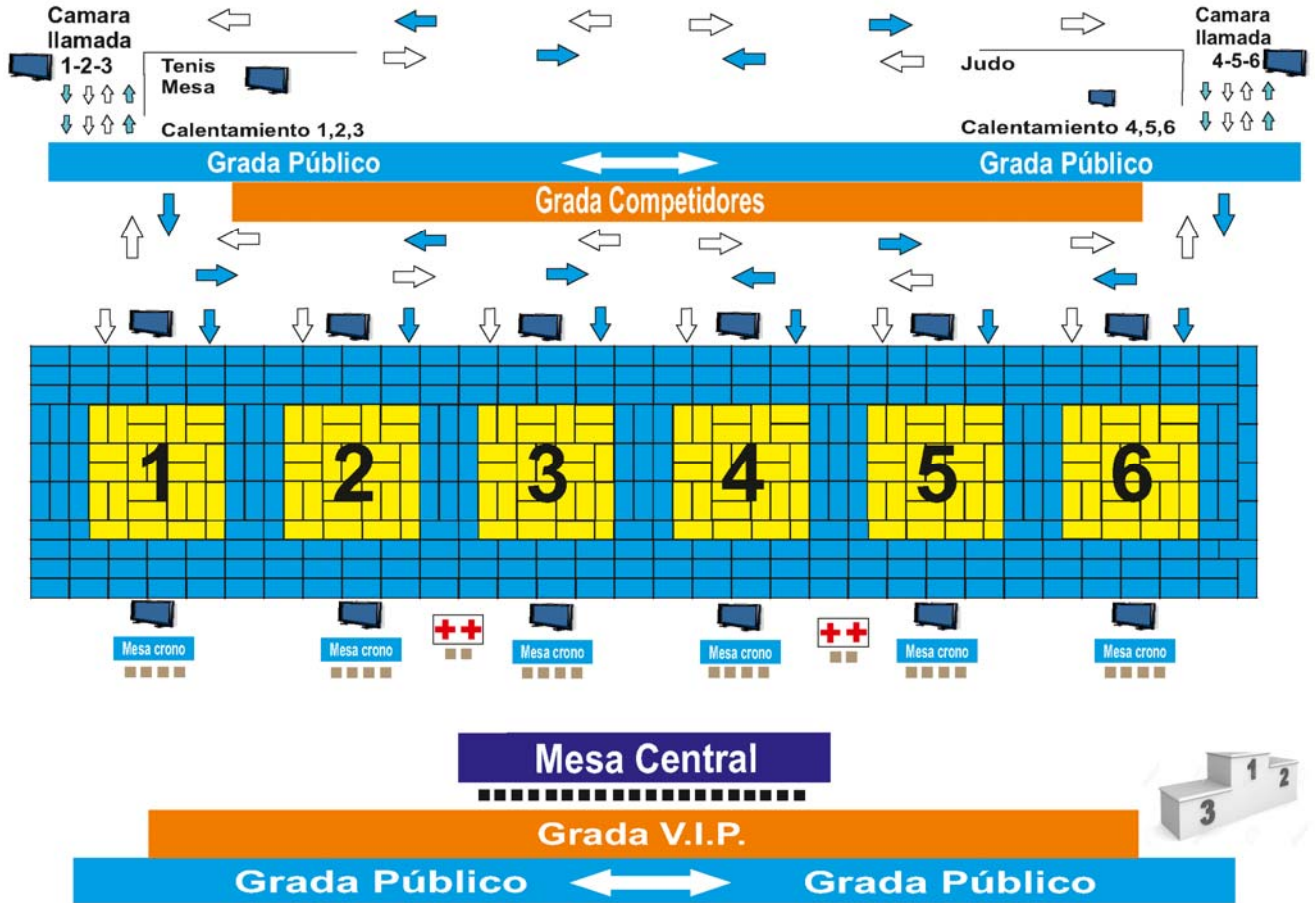 Camara
llamada
1-2-3
Tenis
Mesa
Calentamiento 1,2,3
Judo
Calentamiento 4,5,6
Camara
llamada
4-5-6
Grada Público
Grada Público
Grada Competidores
1
2
3
4
5
6
Mesa crono
Mesa crono
Mesa crono
Mesa crono
Mesa crono
Mesa crono
Mesa Central
1
2
3
Grada V.I.P.
Grada Público
Grada Público